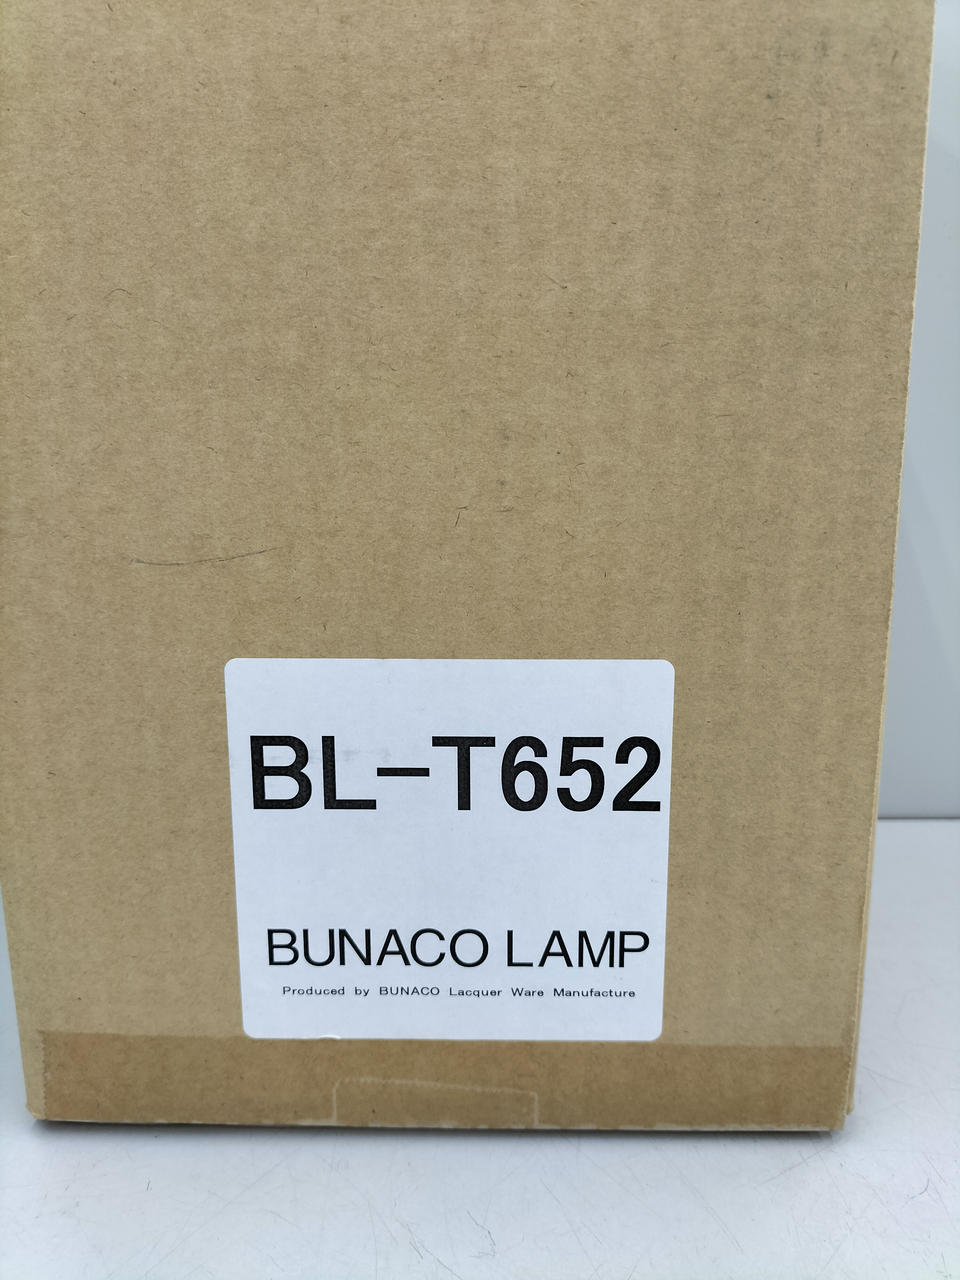 BL-T652
BUNACO LAMP
Produced by BUNACO Lacquer Ware Manufacture